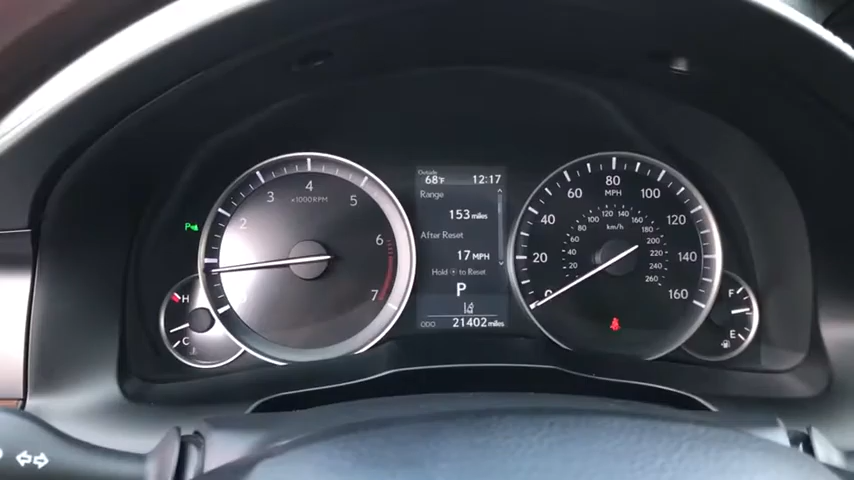 Outside
68°F 12:17
Range
153 miles
After Reset
17 MPH
Hold ⦿ to Reset
P
ODO 21402 miles
P
2
3
4
5
6
7
x1000RPM
H
C
0
20
40
60
80
100
120
140
160
MPH
km/h
20
40
60
80
100
120
140
160
180
200
220
240
260
F
E